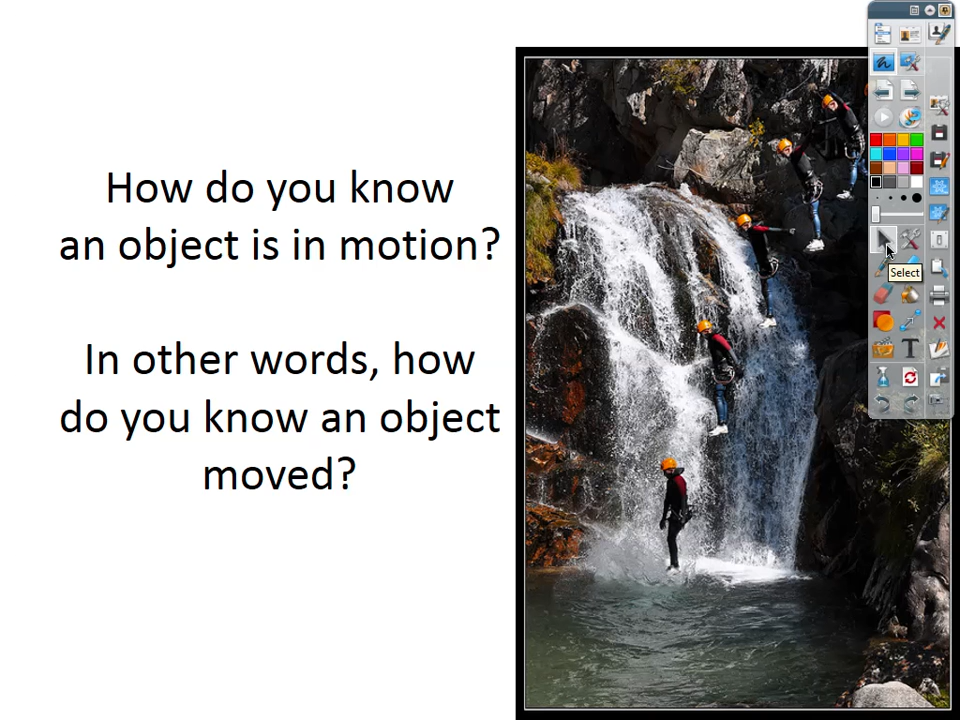 How do you know
an object is in motion?
In other words, how
do you know an object
moved?
Select